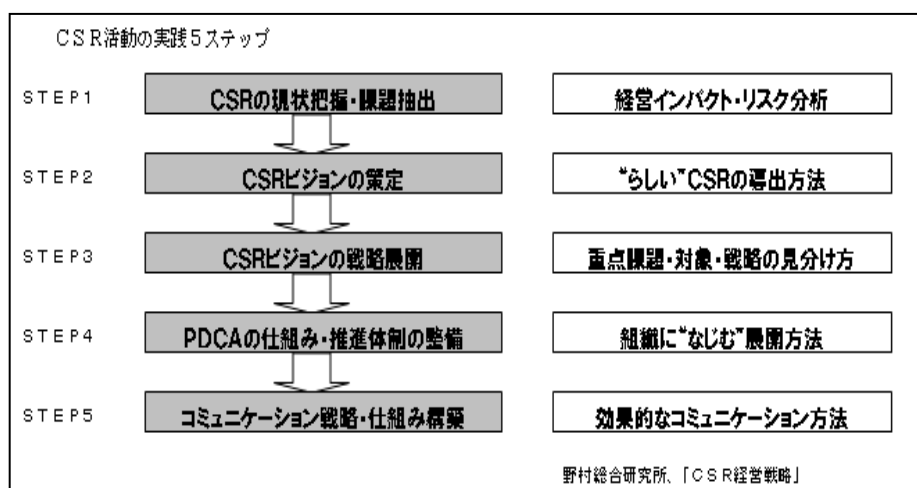 CSR活動の実践5ステップ
STEP1 CSRの現状把握・課題抽出 経営インパクト・リスク分析
STEP2 CSRビジョンの策定 “らしい”CSRの導出方法
STEP3 CSRビジョンの戦略展開 重点課題・対象・戦略の見分け方
STEP4 PDCAの仕組み・推進体制の整備 組織に“なじむ”展開方法
STEP5 コミュニケーション戦略・仕組み構築 効果的なコミュニケーション方法
野村総合研究所、「CSR経営戦略」